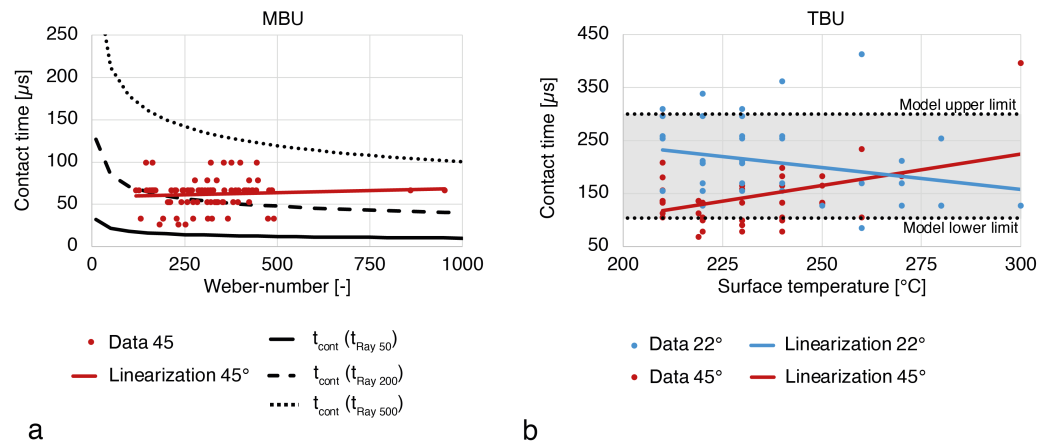 MBU
250
200
150
100
50
0
Contact time [µs]
0 250 500 750 1000
Weber-number [-]
Data 45
Linearization 45°
t_cont (t_Ray 50)
t_cont (t_Ray 200)
t_cont (t_Ray 500)
a
TBU
450
350
250
150
50
Contact time [µs]
Model upper limit
Model lower limit
200 225 250 275 300
Surface temperature [°C]
Data 22° Linearization 22°
Data 45° Linearization 45°
b